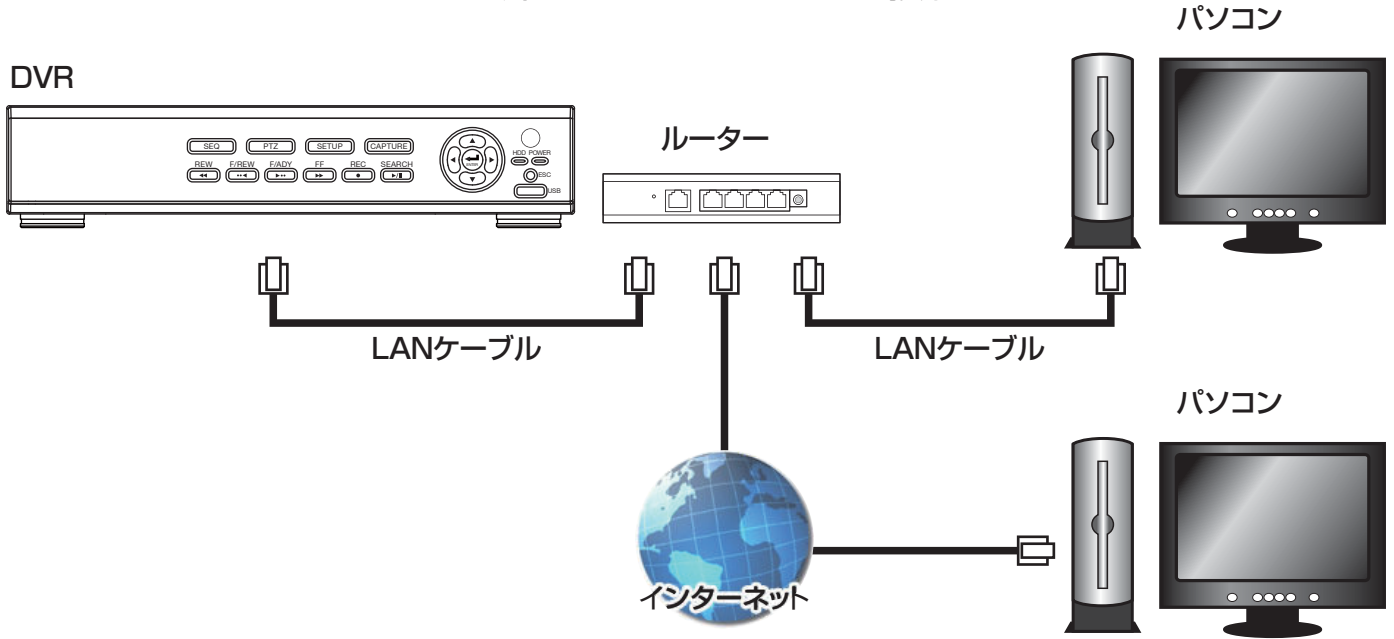 パソコン
DVR
ルーター
SEQ PTZ SETUP CAPTURE
HDD POWER
REW F/REW F/ADY FF REC SEARCH
ENTER
ESC
USB
LANケーブル
LANケーブル
パソコン
インターネット